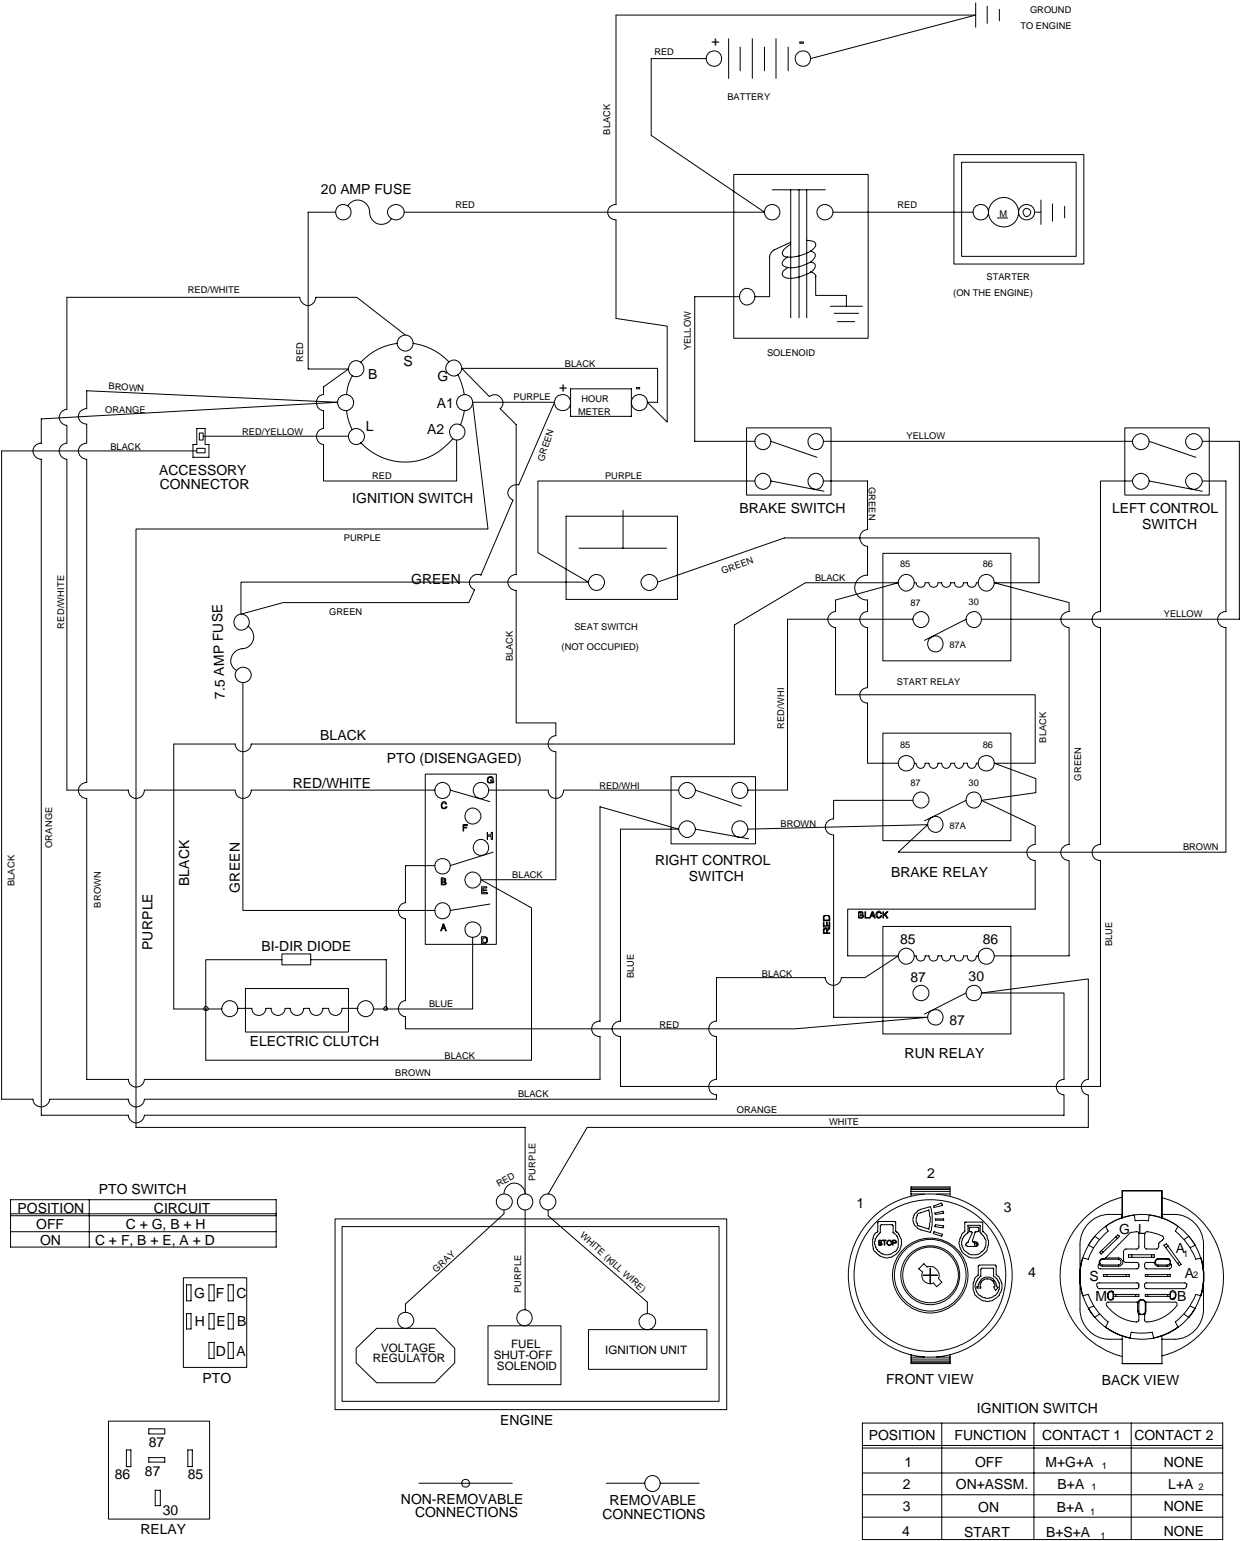 GROUND
TO ENGINE
+
-
RED
BATTERY
BLACK
20 AMP FUSE
RED
RED
M
STARTER
(ON THE ENGINE)
RED/WHITE
YELLOW
SOLENOID
RED
S
B
G
BLACK
BROWN
ORANGE
A1
PURPLE
+
HOUR
METER
-
L
A2
RED/YELLOW
BLACK
GREEN
YELLOW
ACCESSORY
CONNECTOR
RED
IGNITION SWITCH
PURPLE
GREEN
BRAKE SWITCH
LEFT CONTROL
SWITCH
PURPLE
GREEN
GREEN
BLACK
85
86
87
30
87A
YELLOW
RED/WHITE
GREEN
7.5 AMP FUSE
SEAT SWITCH
(NOT OCCUPIED)
BLACK
START RELAY
RED/WHI
BLACK
GREEN
BLACK
PTO (DISENGAGED)
85
86
87
30
87A
RED/WHITE
C
G
F
H
B
E
A
D
RED/WHI
BROWN
RIGHT CONTROL
SWITCH
BRAKE RELAY
BROWN
ORANGE
BLACK
BLACK
GREEN
BROWN
PURPLE
BLACK
RED
BLACK
BLUE
BLUE
BI-DIR DIODE
85
86
87
30
87
BLACK
BLUE
RED
ELECTRIC CLUTCH
RUN RELAY
BLACK
BROWN
BLACK
ORANGE
WHITE
RED
PURPLE
PTO SWITCH
POSITION CIRCUIT
OFF C + G, B + H
ON C + F, B + E, A + D
GRAY
PURPLE
WHITE (KILL WIRE)
VOLTAGE
REGULATOR
FUEL
SHUT-OFF
SOLENOID
IGNITION UNIT
ENGINE
G F C
H E B
D A
PTO
1
2
3
4
STOP
FRONT VIEW
G
L
A1
S
A2
M
B
BACK VIEW
87
86
87
85
30
RELAY
NON-REMOVABLE
CONNECTIONS
REMOVABLE
CONNECTIONS
IGNITION SWITCH
POSITION FUNCTION CONTACT 1 CONTACT 2
1 OFF M+G+A 1 NONE
2 ON+ASSM. B+A 1 L+A 2
3 ON B+A 1 NONE
4 START B+S+A 1 NONE